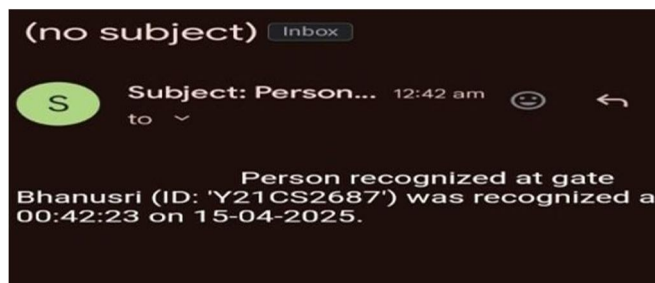 (no subject) Inbox
S
Subject: Person... 12:42 am
to
Person recognized at gate
Bhanusri (ID: 'Y21CS2687') was recognized a
00:42:23 on 15-04-2025.